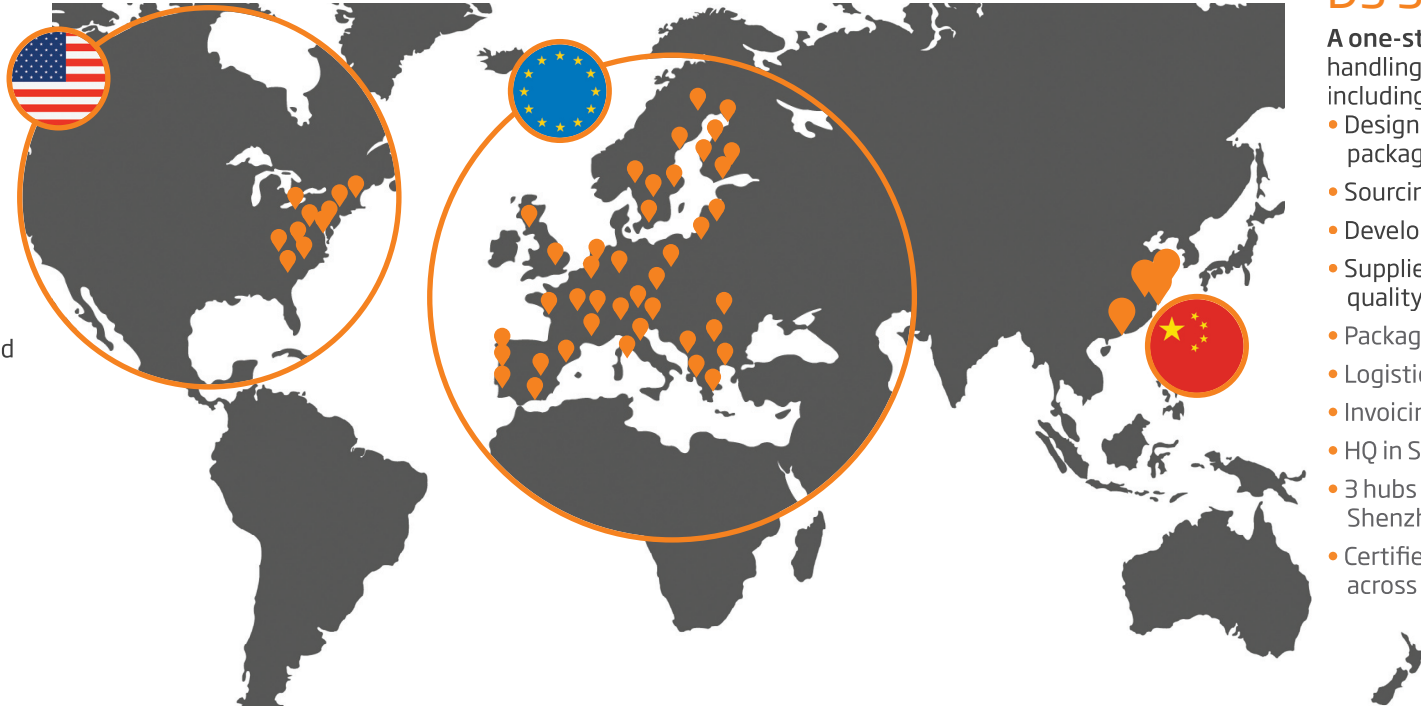 d
A one-st
handling
including
• Design
packag
• Sourcin
• Develo
• Supplie
quality
• Packag
• Logistic
• Invoicin
• HQ in S
• 3 hubs
Shenzh
• Certifie
across